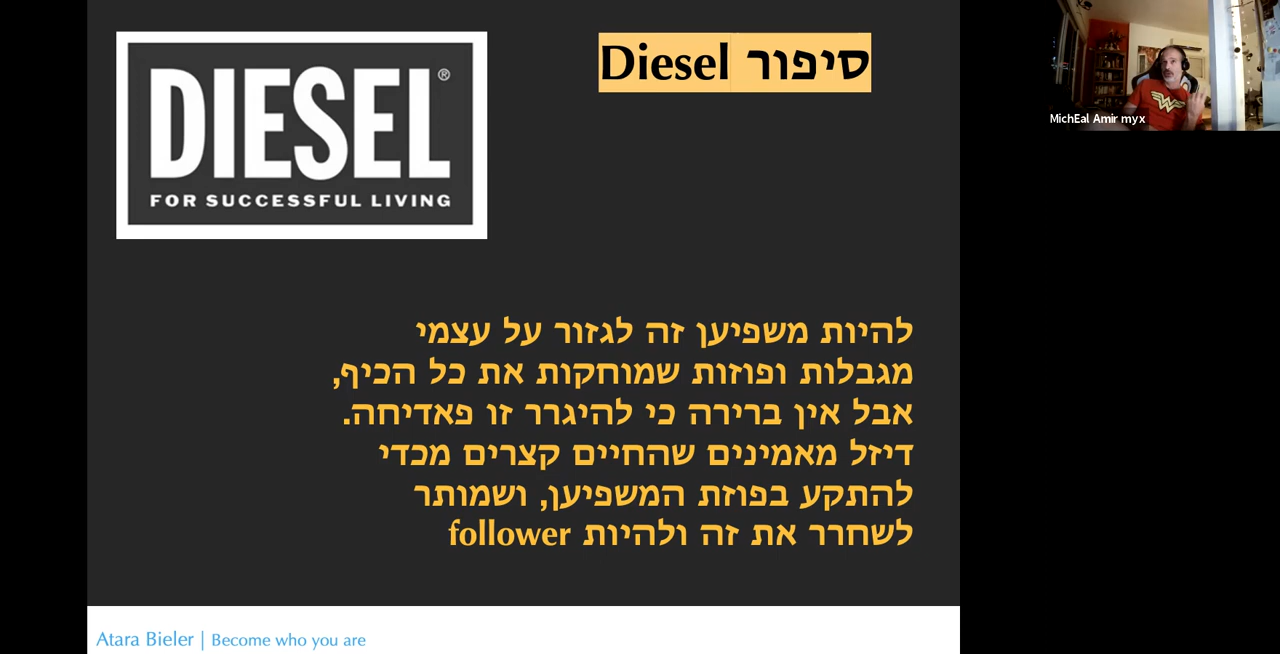 DIESEL®
FOR SUCCESSFUL LIVING
סיפור Diesel
להיות משפיען זה לגזור על עצמי
מגבלות ופוזות שמוחקות את כל הכיף,
אבל אין ברירה כי להיגרר זו פאדיחה.
דיזל מאמינים שהחיים קצרים מכדי
להתקע בפוזת המשפיען, ושמותר
לשחרר את זה ולהיות follower
Atara Bieler | Become who you are
MichEal Amir myx